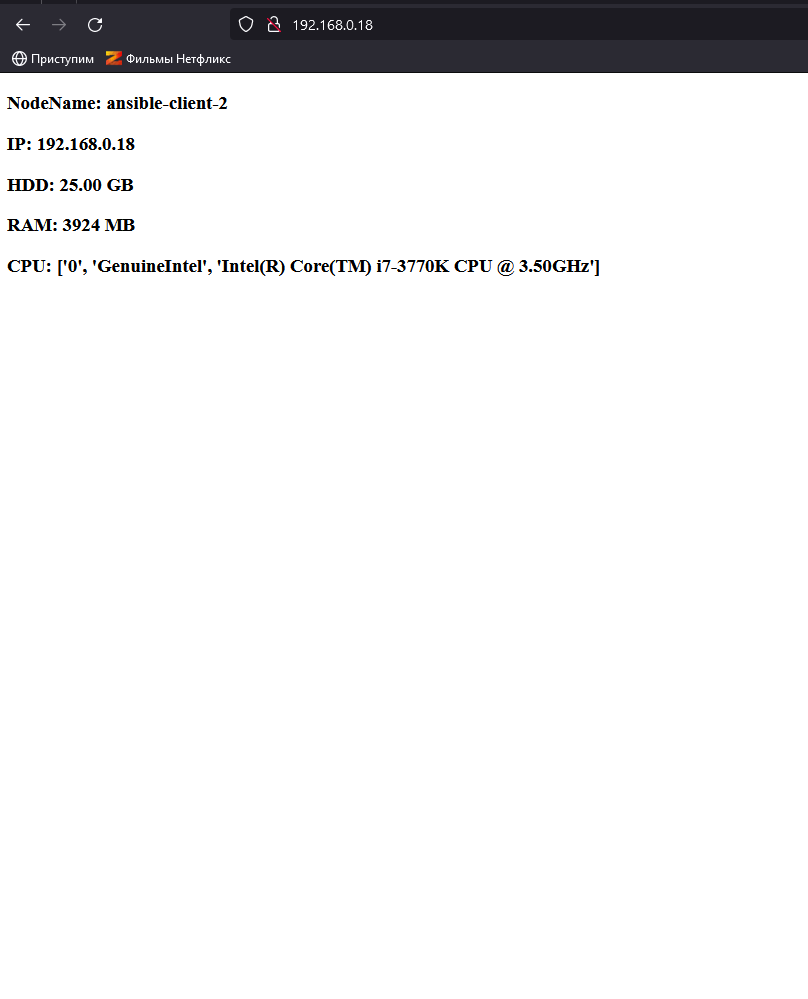 192.168.0.18
Приступим Фильмы Нетфликс
NodeName: ansible-client-2
IP: 192.168.0.18
HDD: 25.00 GB
RAM: 3924 MB
CPU: ['0', 'GenuineIntel', 'Intel(R) Core(TM) i7-3770K CPU @ 3.50GHz']